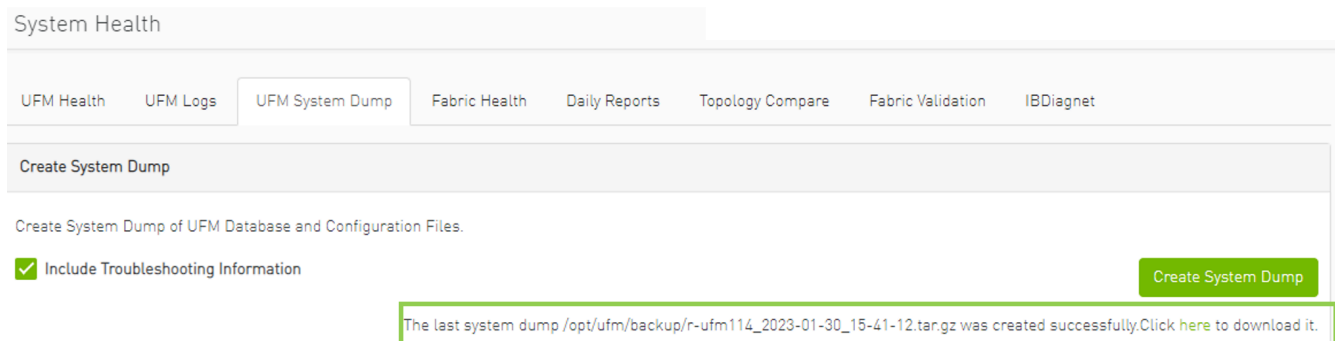 System Health
UFM Health UFM Logs UFM System Dump Fabric Health Daily Reports Topology Compare Fabric Validation IBDiagnet
Create System Dump
Create System Dump of UFM Database and Configuration Files.
Include Troubleshooting Information
Create System Dump
The last system dump /opt/ufm/backup/r-ufm114_2023-01-30_15-41-12.tar.gz was created successfully.Click here to download it.